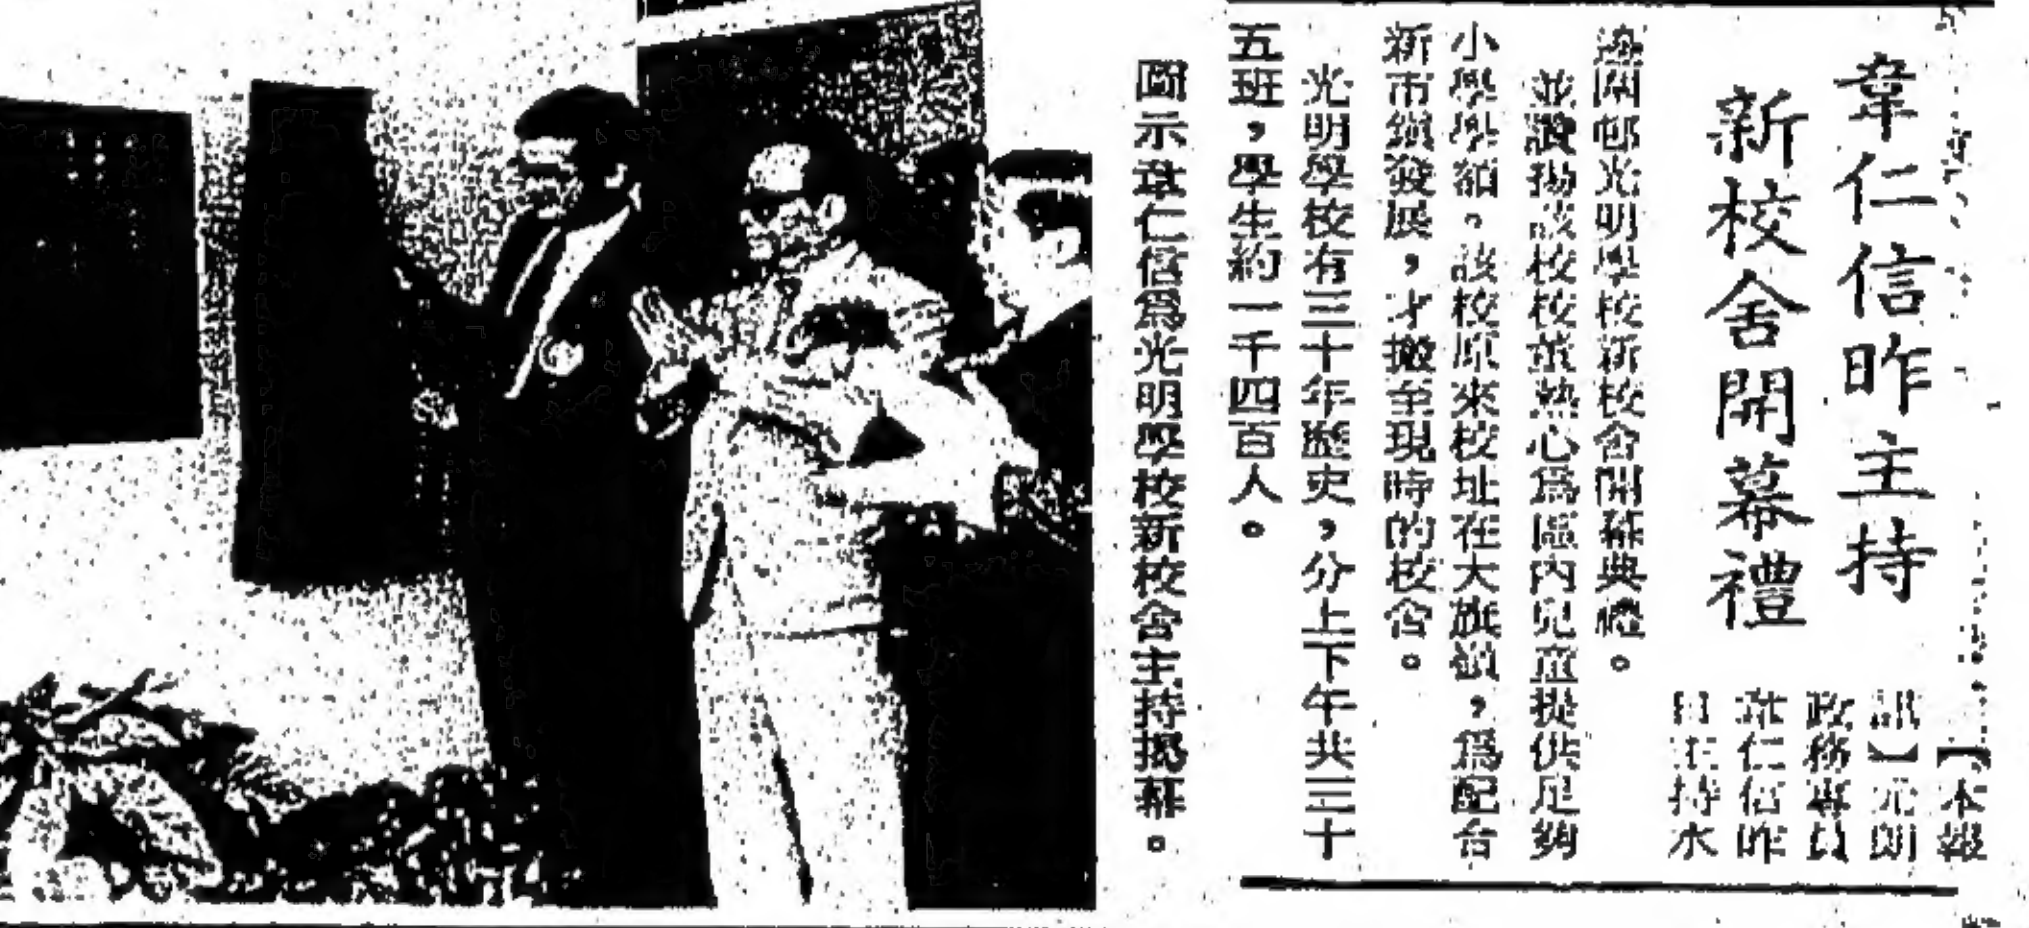 韋仁信昨主持
新校舍開幕禮
【本報
訊】元朗
政務專員
韋仁信昨
日主持水
邊圍邨光明學校新校舍開幕典禮。
並讚揚該校校董熱心爲區內兒童提供足夠
小學學額。該校原來校址在大旗嶺,爲配合
新市鎭發展,才搬至現時的校舍。
光明學校有三十年歷史,分上下午共三十
五班,學生約一千四百人。
圖示韋仁信爲光明學校新校舍主持揭幕。